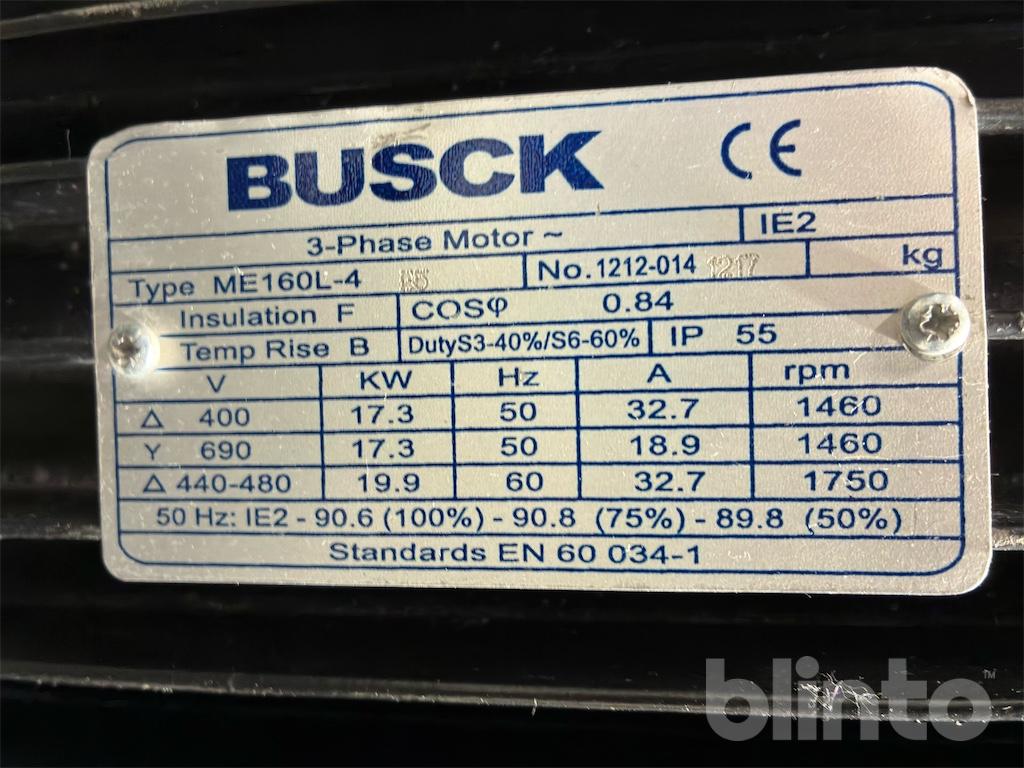 BUSCK CE
3-Phase Motor ~ IE2
Type ME160L-4 No. 1212-014 1217 kg
Insulation F COSφ 0.84
Temp Rise B DutyS3-40%/S6-60% IP 55
V KW Hz A rpm
Δ 400 17.3 50 32.7 1460
Y 690 17.3 50 18.9 1460
Δ 440-480 19.9 60 32.7 1750
50 Hz: IE2 - 90.6 (100%) - 90.8 (75%) - 89.8 (50%)
Standards EN 60 034-1
blinto™